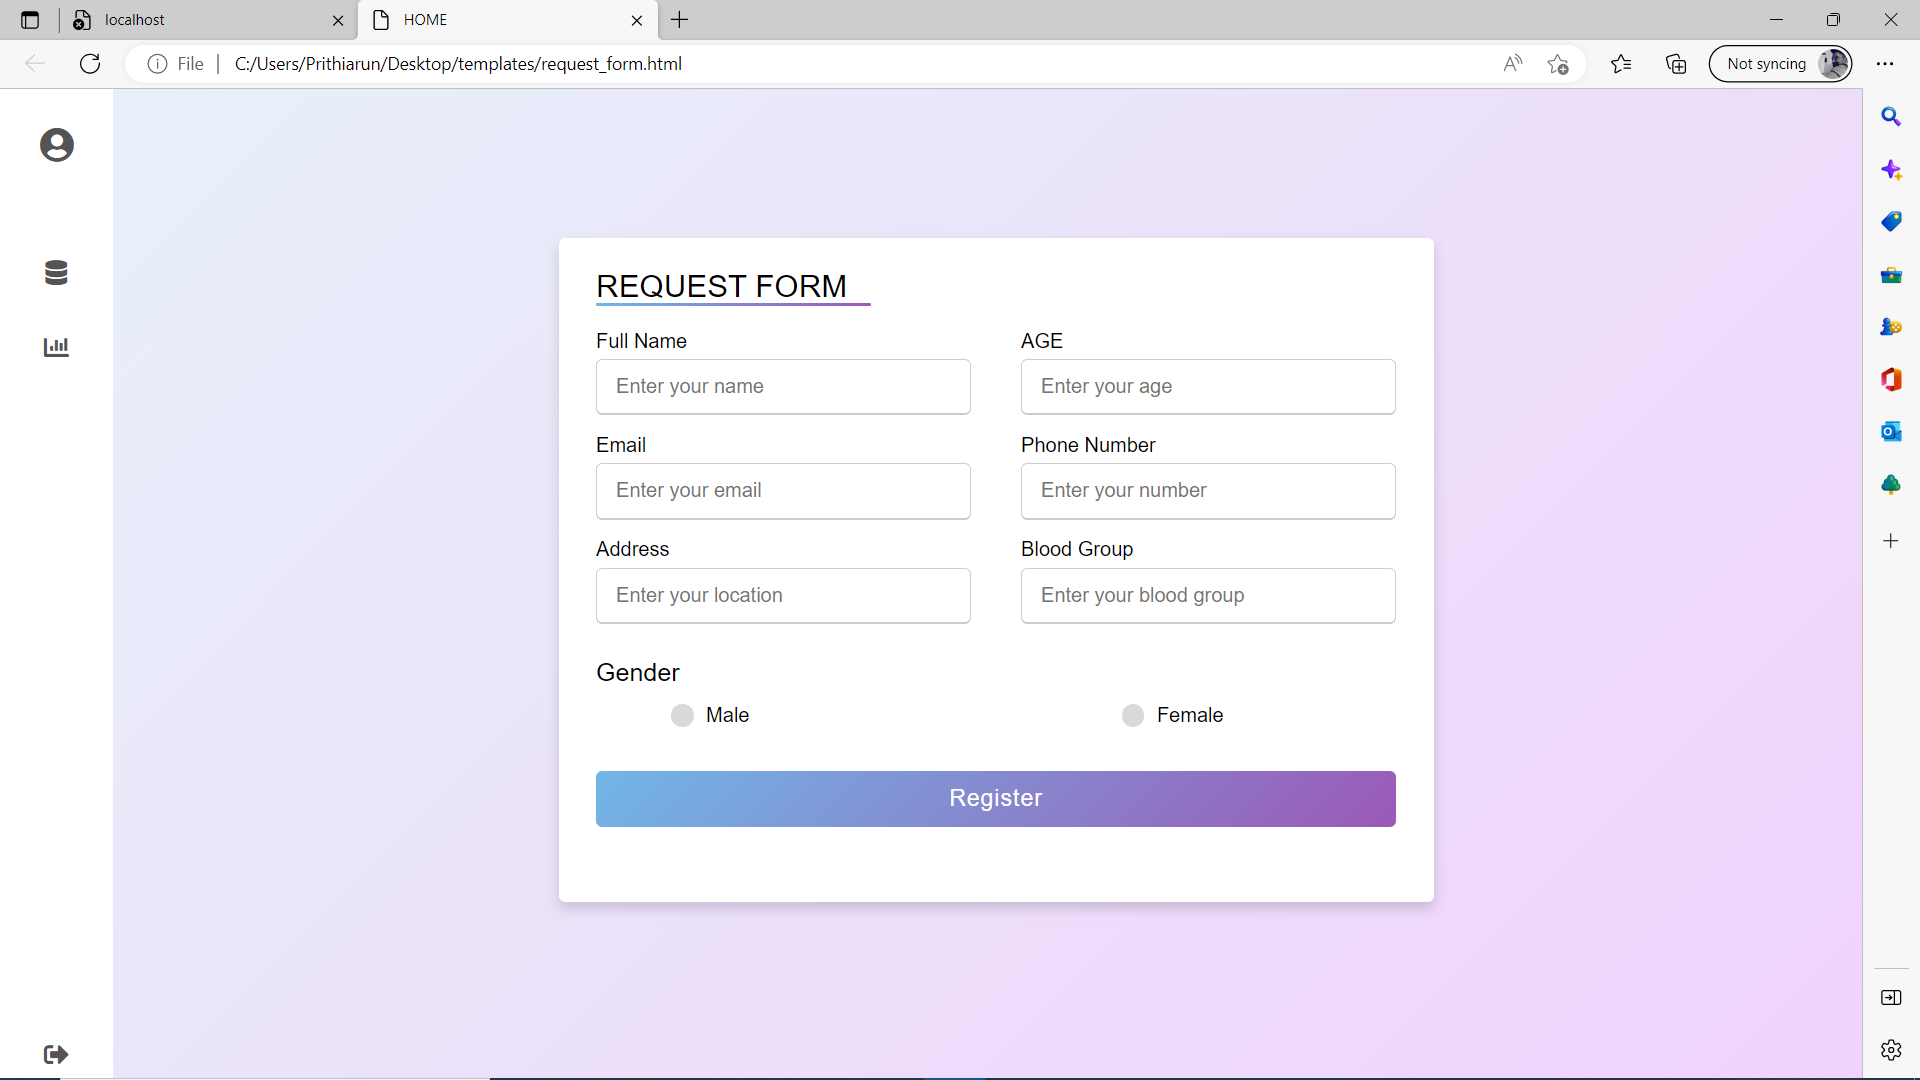 localhost
HOME
File
C:/Users/Prithiarun/Desktop/templates/request_form.html
Not syncing
REQUEST FORM
Full Name
AGE
Enter your name
Enter your age
Email
Phone Number
Enter your email
Enter your number
Address
Blood Group
Enter your location
Enter your blood group
Gender
Male
Female
Register